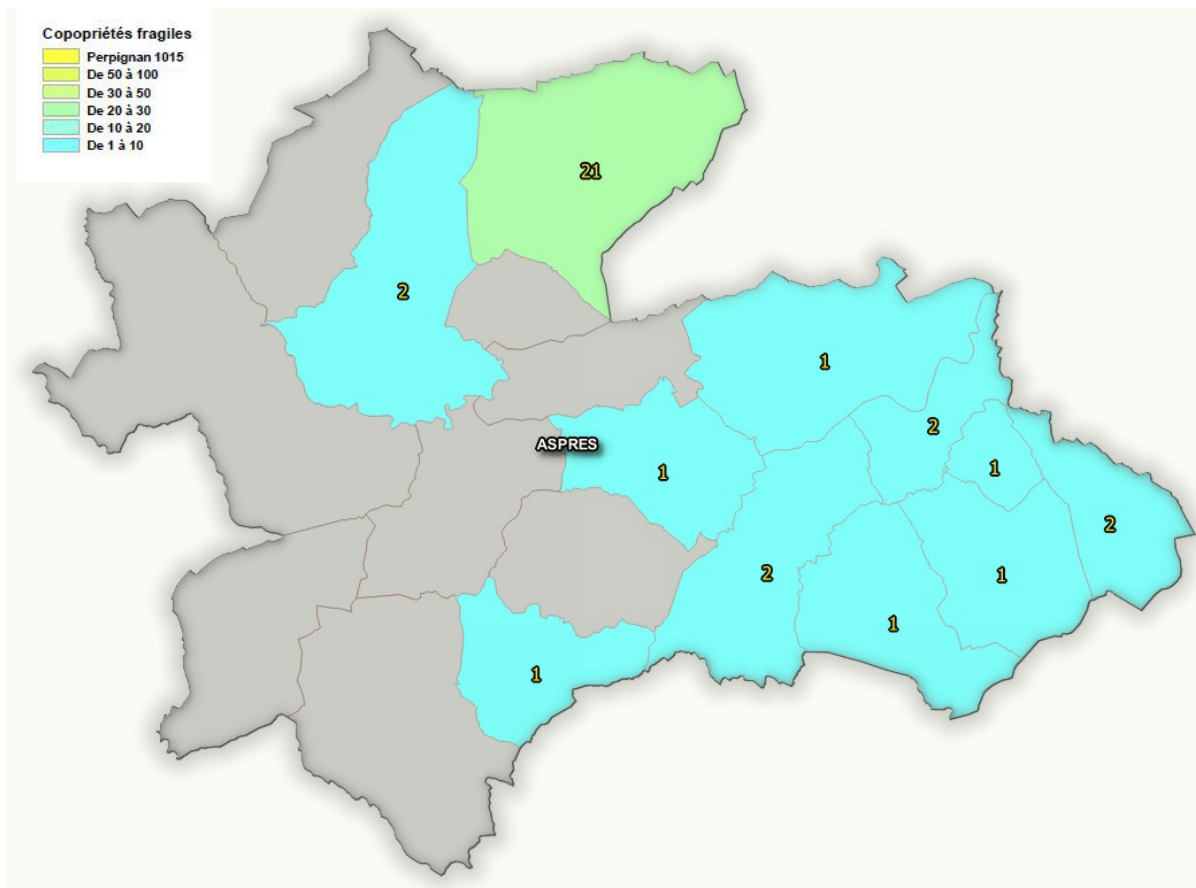 Copopriétés fragiles
Perpignan 1015
De 50 à 100
De 30 à 50
De 20 à 30
De 10 à 20
De 1 à 10
21
2
1
2
ASPRES
1
1
2
2
1
1
1